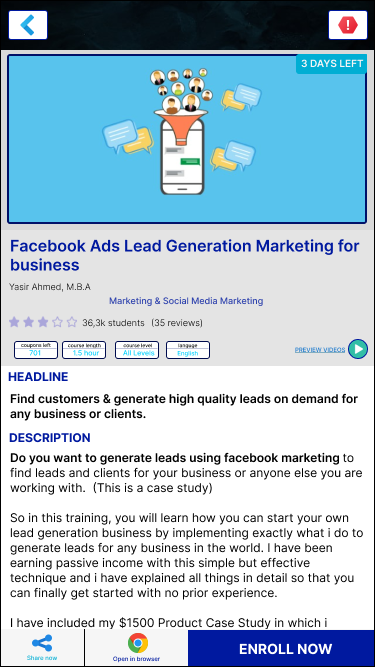 3 DAYS LEFT
Facebook Ads Lead Generation Marketing for
business
Yasir Ahmed, M.B.A
Marketing & Social Media Marketing
36,3k students (35 reviews)
coupons left course length course level languge
701 1.5 hour All Levels English
PREVIEW VIDEOS
HEADLINE
Find customers & generate high quality leads on demand for
any business or clients.
DESCRIPTION
Do you want to generate leads using facebook marketing to
find leads and clients for your business or anyone else you are
working with. (This is a case study)
So in this training, you will learn how you can start your own
lead generation business by implementing exactly what i do to
generate leads for any business in the world. I have been
earning passive income with this simple but effective
technique and i have explained all things in detail so that you
can finally get started with no prior experience.
I have included my $1500 Product Case Study in which i
Share now
Open in browser
ENROLL NOW